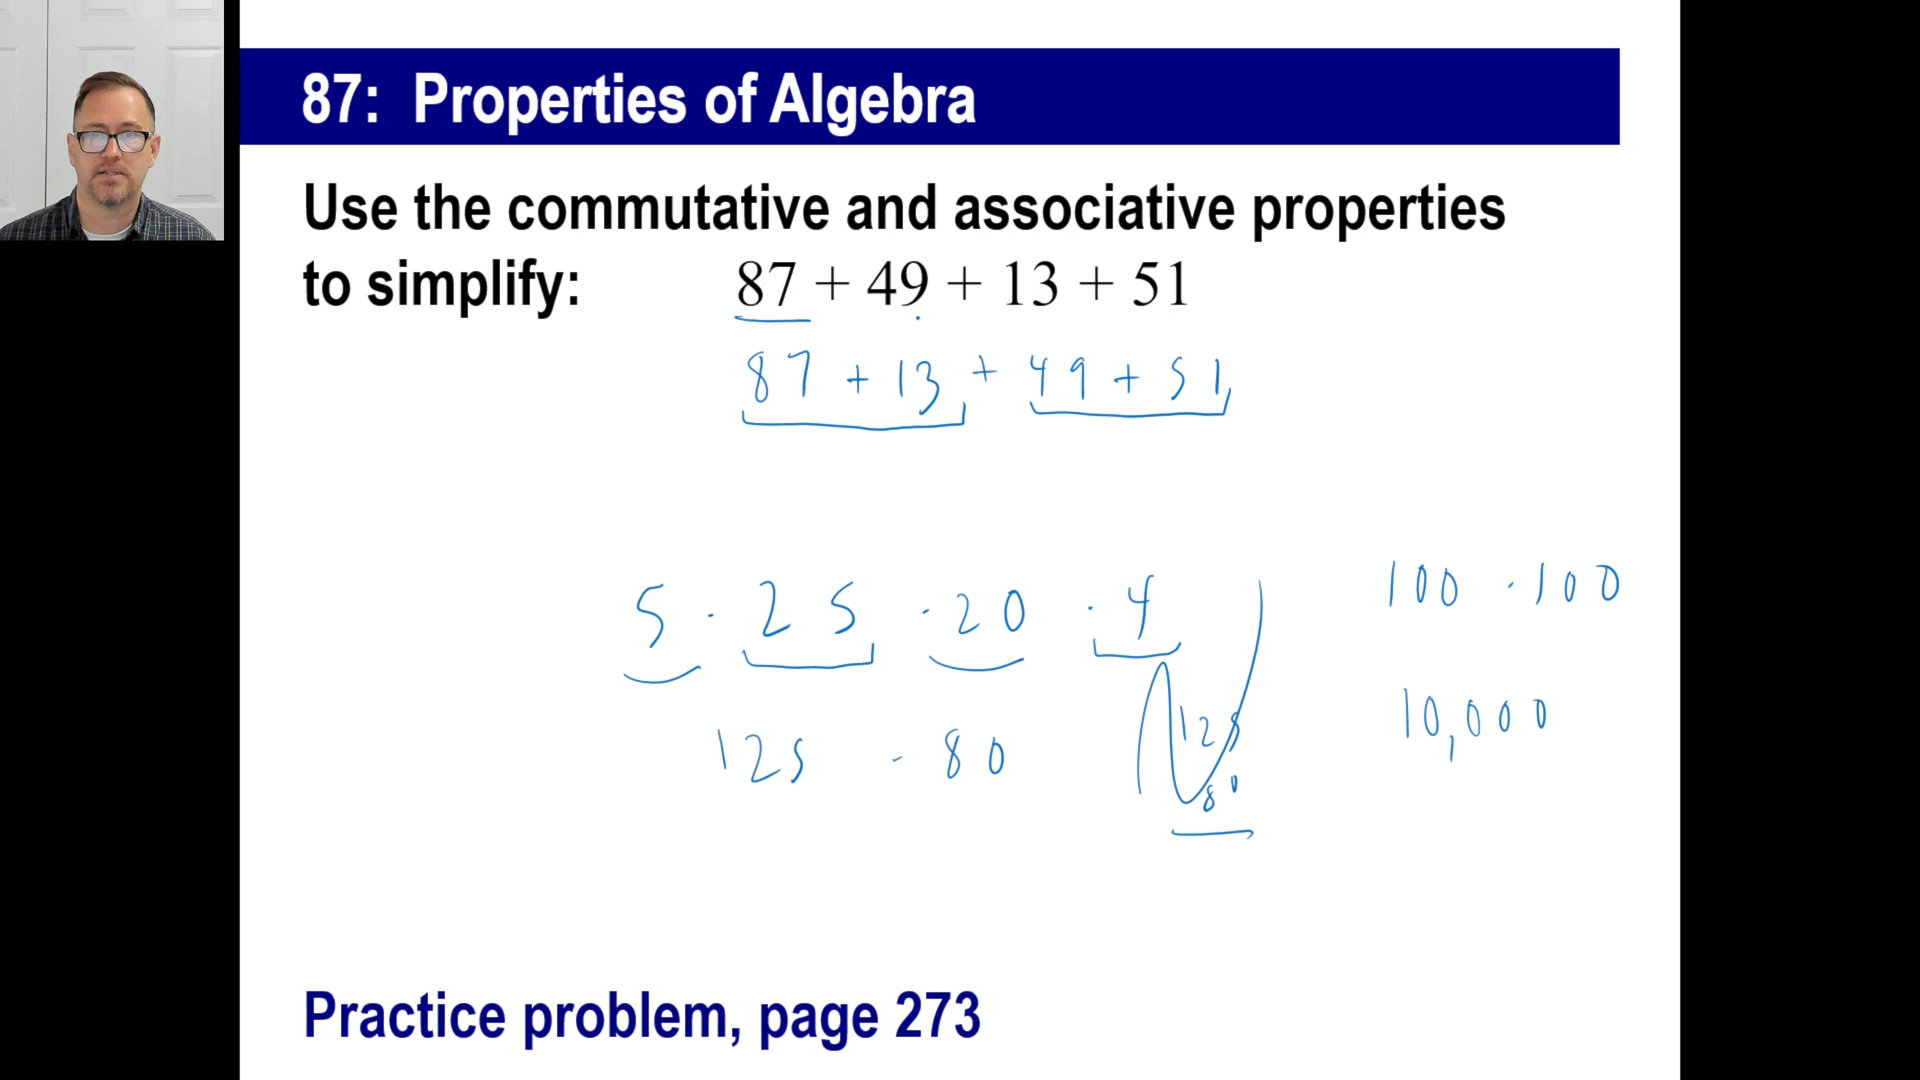 87: Properties of Algebra
Use the commutative and associative properties
to simplify: 87 + 49 + 13 + 51
87 + 13 + 49 + 51
5 · 25 · 20 · 4
100 · 100
125 · 80
125
80
10,000
Practice problem, page 273